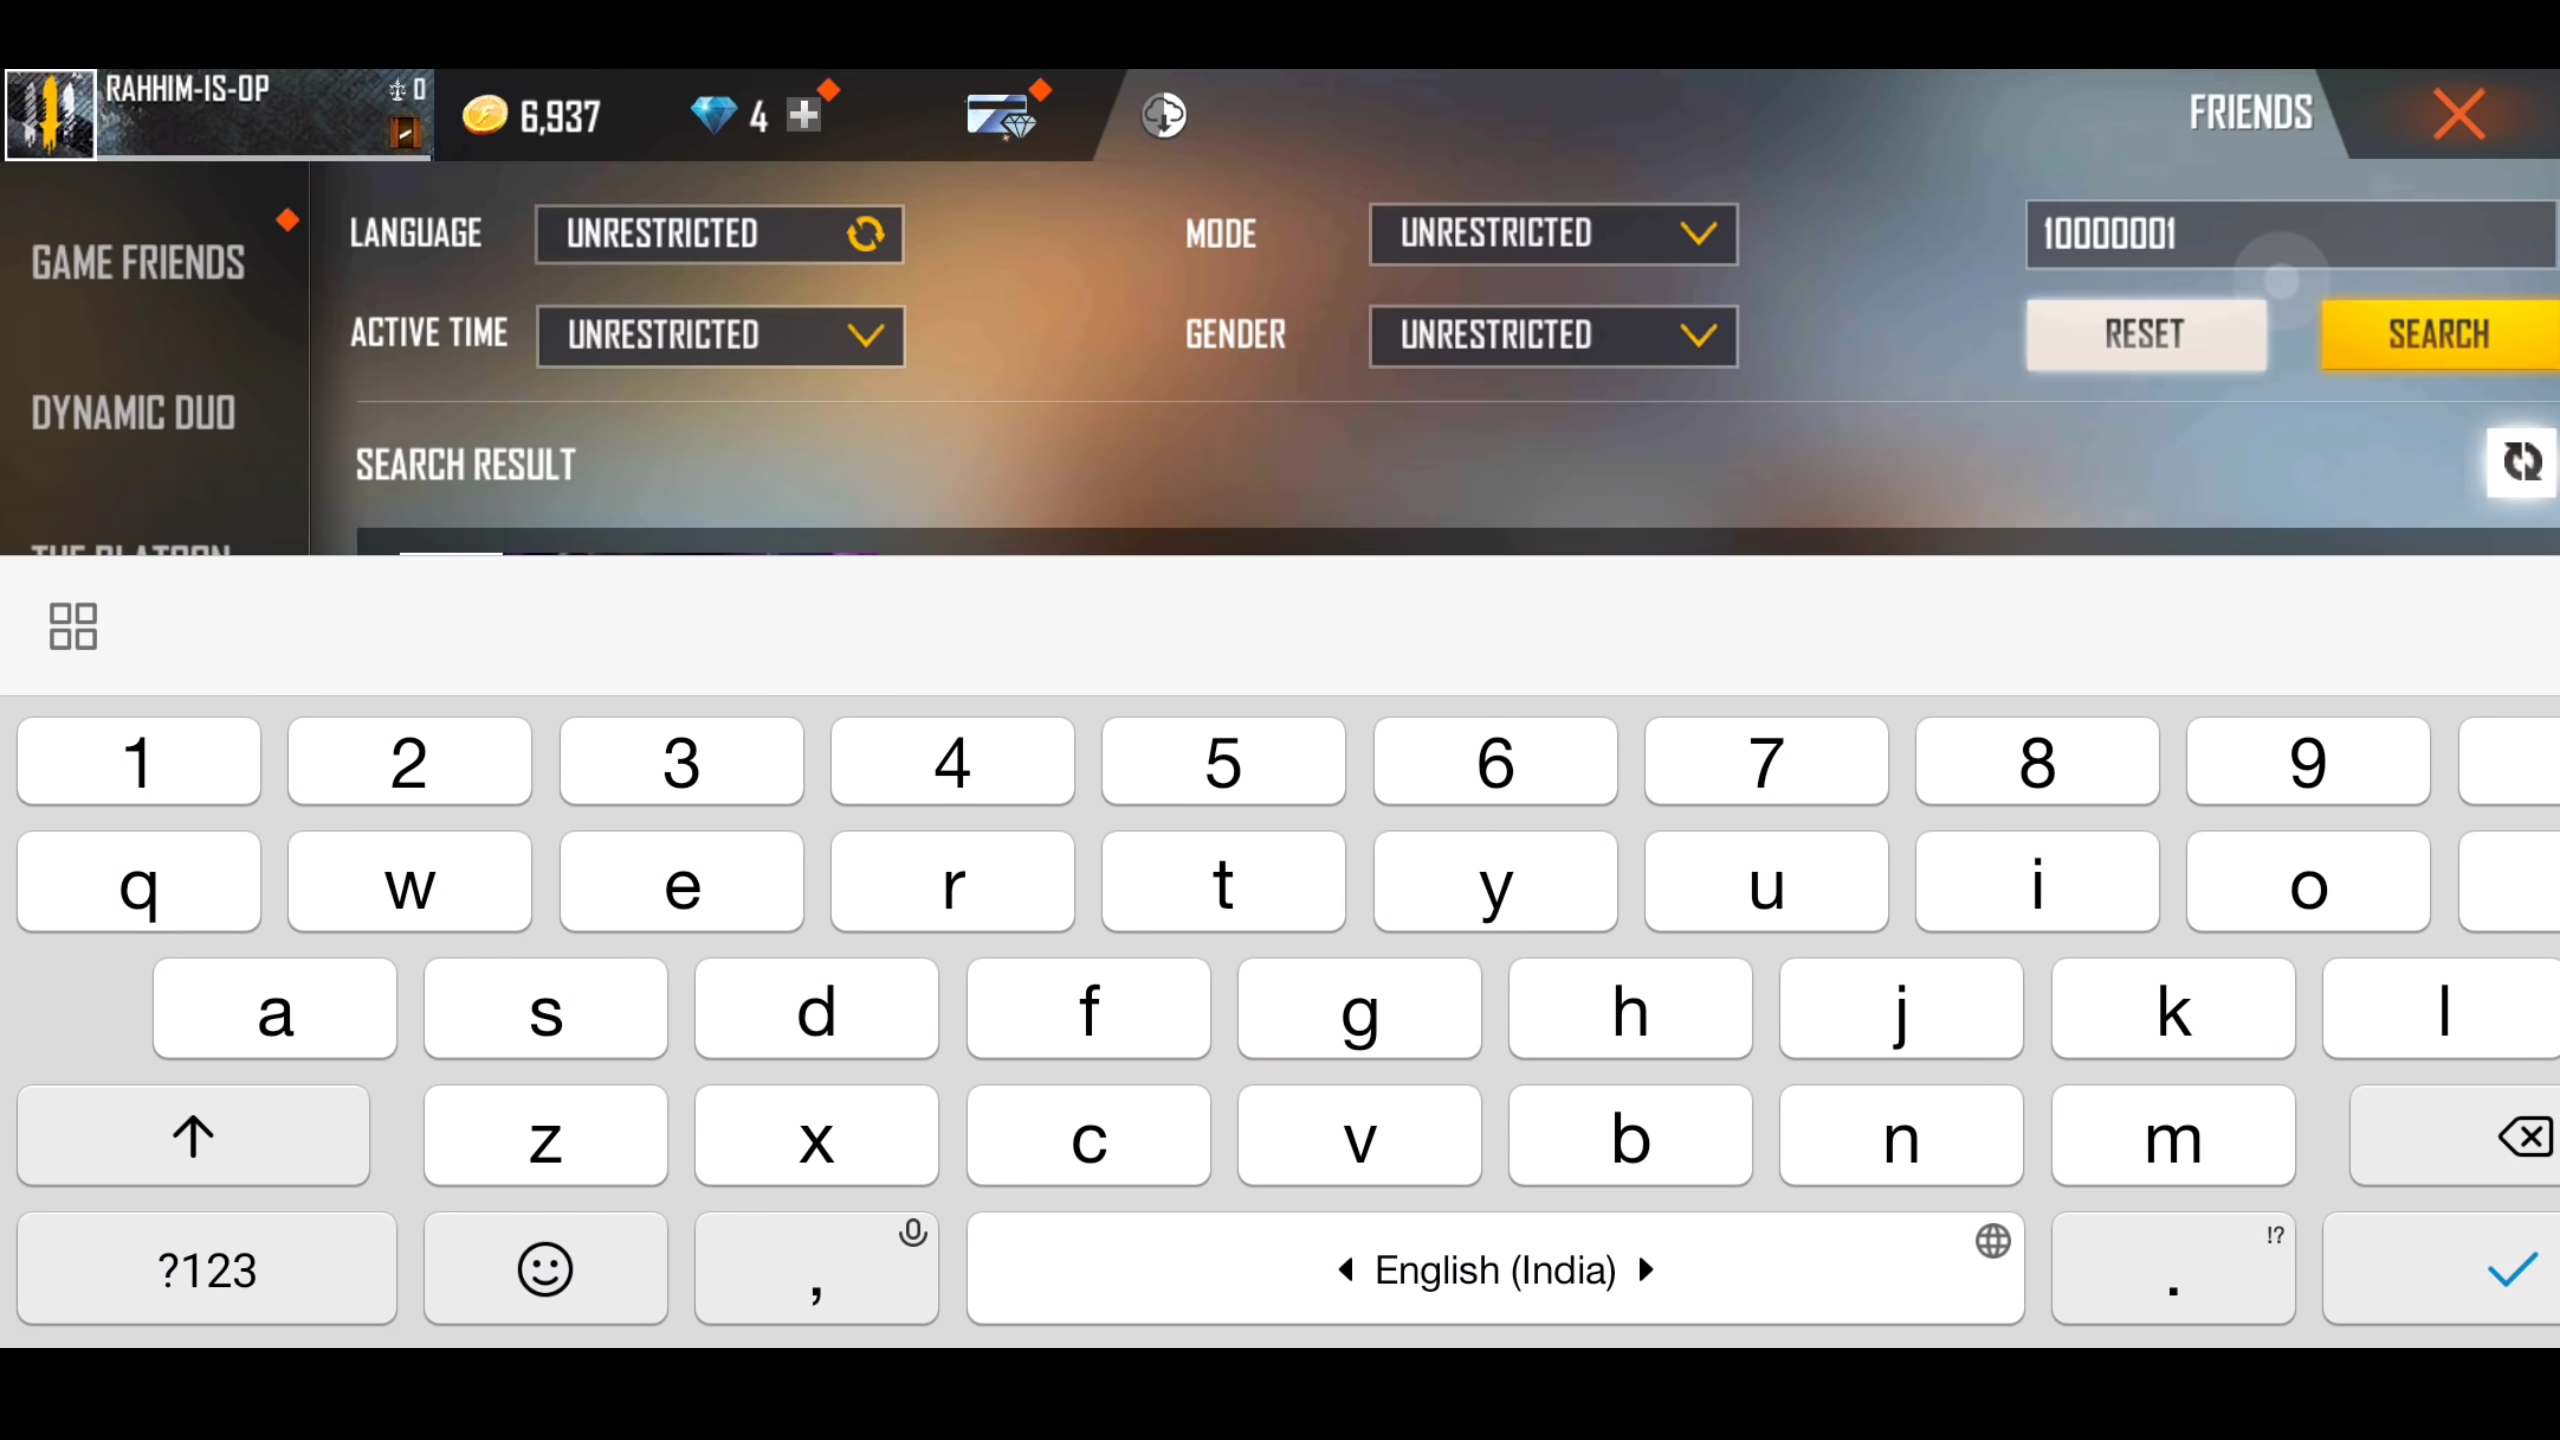 RAHHIM-IS-OP
0
6,937
4
FRIENDS
LANGUAGE UNRESTRICTED MODE UNRESTRICTED 10000001
GAME FRIENDS
ACTIVE TIME UNRESTRICTED GENDER UNRESTRICTED RESET SEARCH
DYNAMIC DUO
SEARCH RESULT
THE PLATOON
1 2 3 4 5 6 7 8 9
q w e r t y u i o
a s d f g h j k l
z x c v b n m
?123 , English (India) . !?